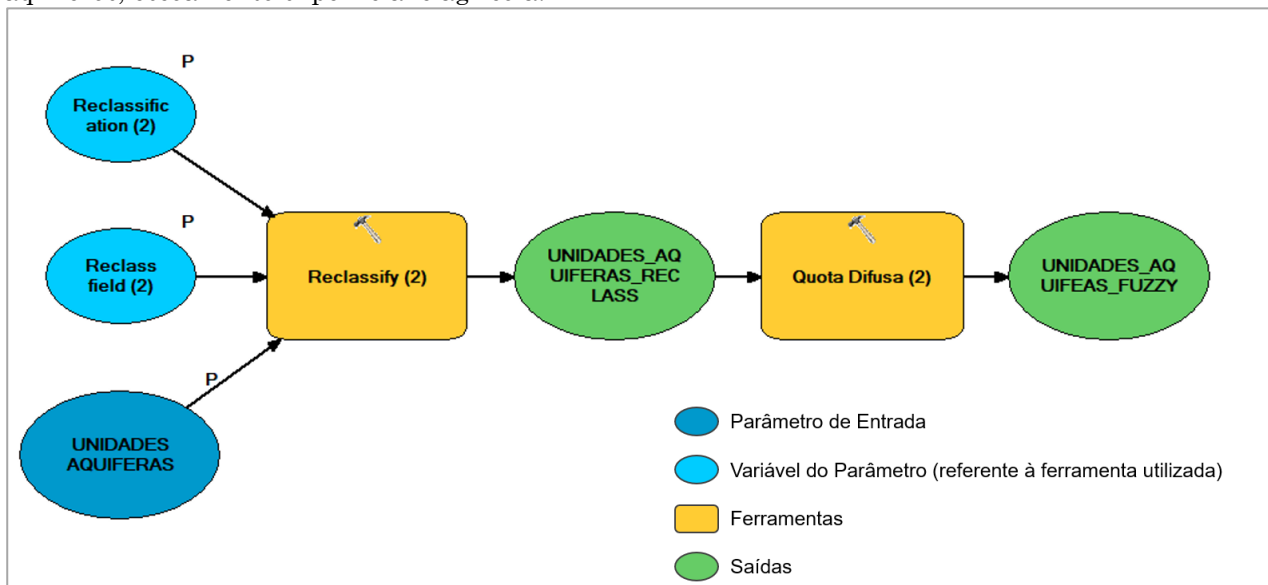 P
Reclassific
ation (2)
P
Reclass
field (2)
Reclassify (2)
UNIDADES_AQ
UIFERAS_REC
LASS
Quota Difusa (2)
UNIDADES_AQ
UIFEAS_FUZZY
P
UNIDADES
AQUIFERAS
Parâmetro de Entrada
Variável do Parâmetro (referente à ferramenta utilizada)
Ferramentas
Saídas